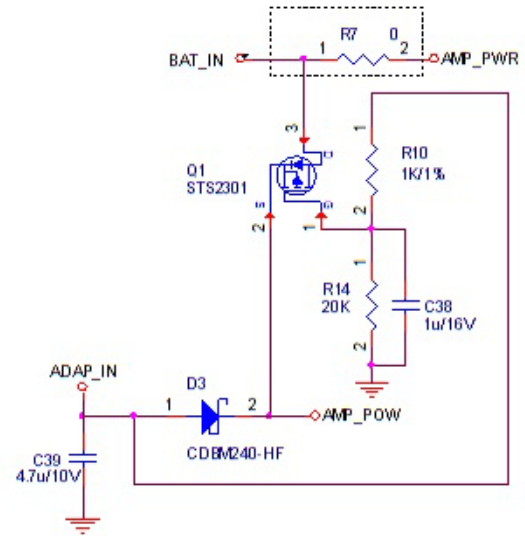 R7 0
BAT_IN 1 2 AMP_PWR
3
D
Q1
STS2301
1
R10
1K/1%
2
S G
2 1
1
R14
20K
2
C38
1u/16V
ADAP_IN
D3
1 2
AMP_POW
CDBM240-HF
C39
4.7u/10V